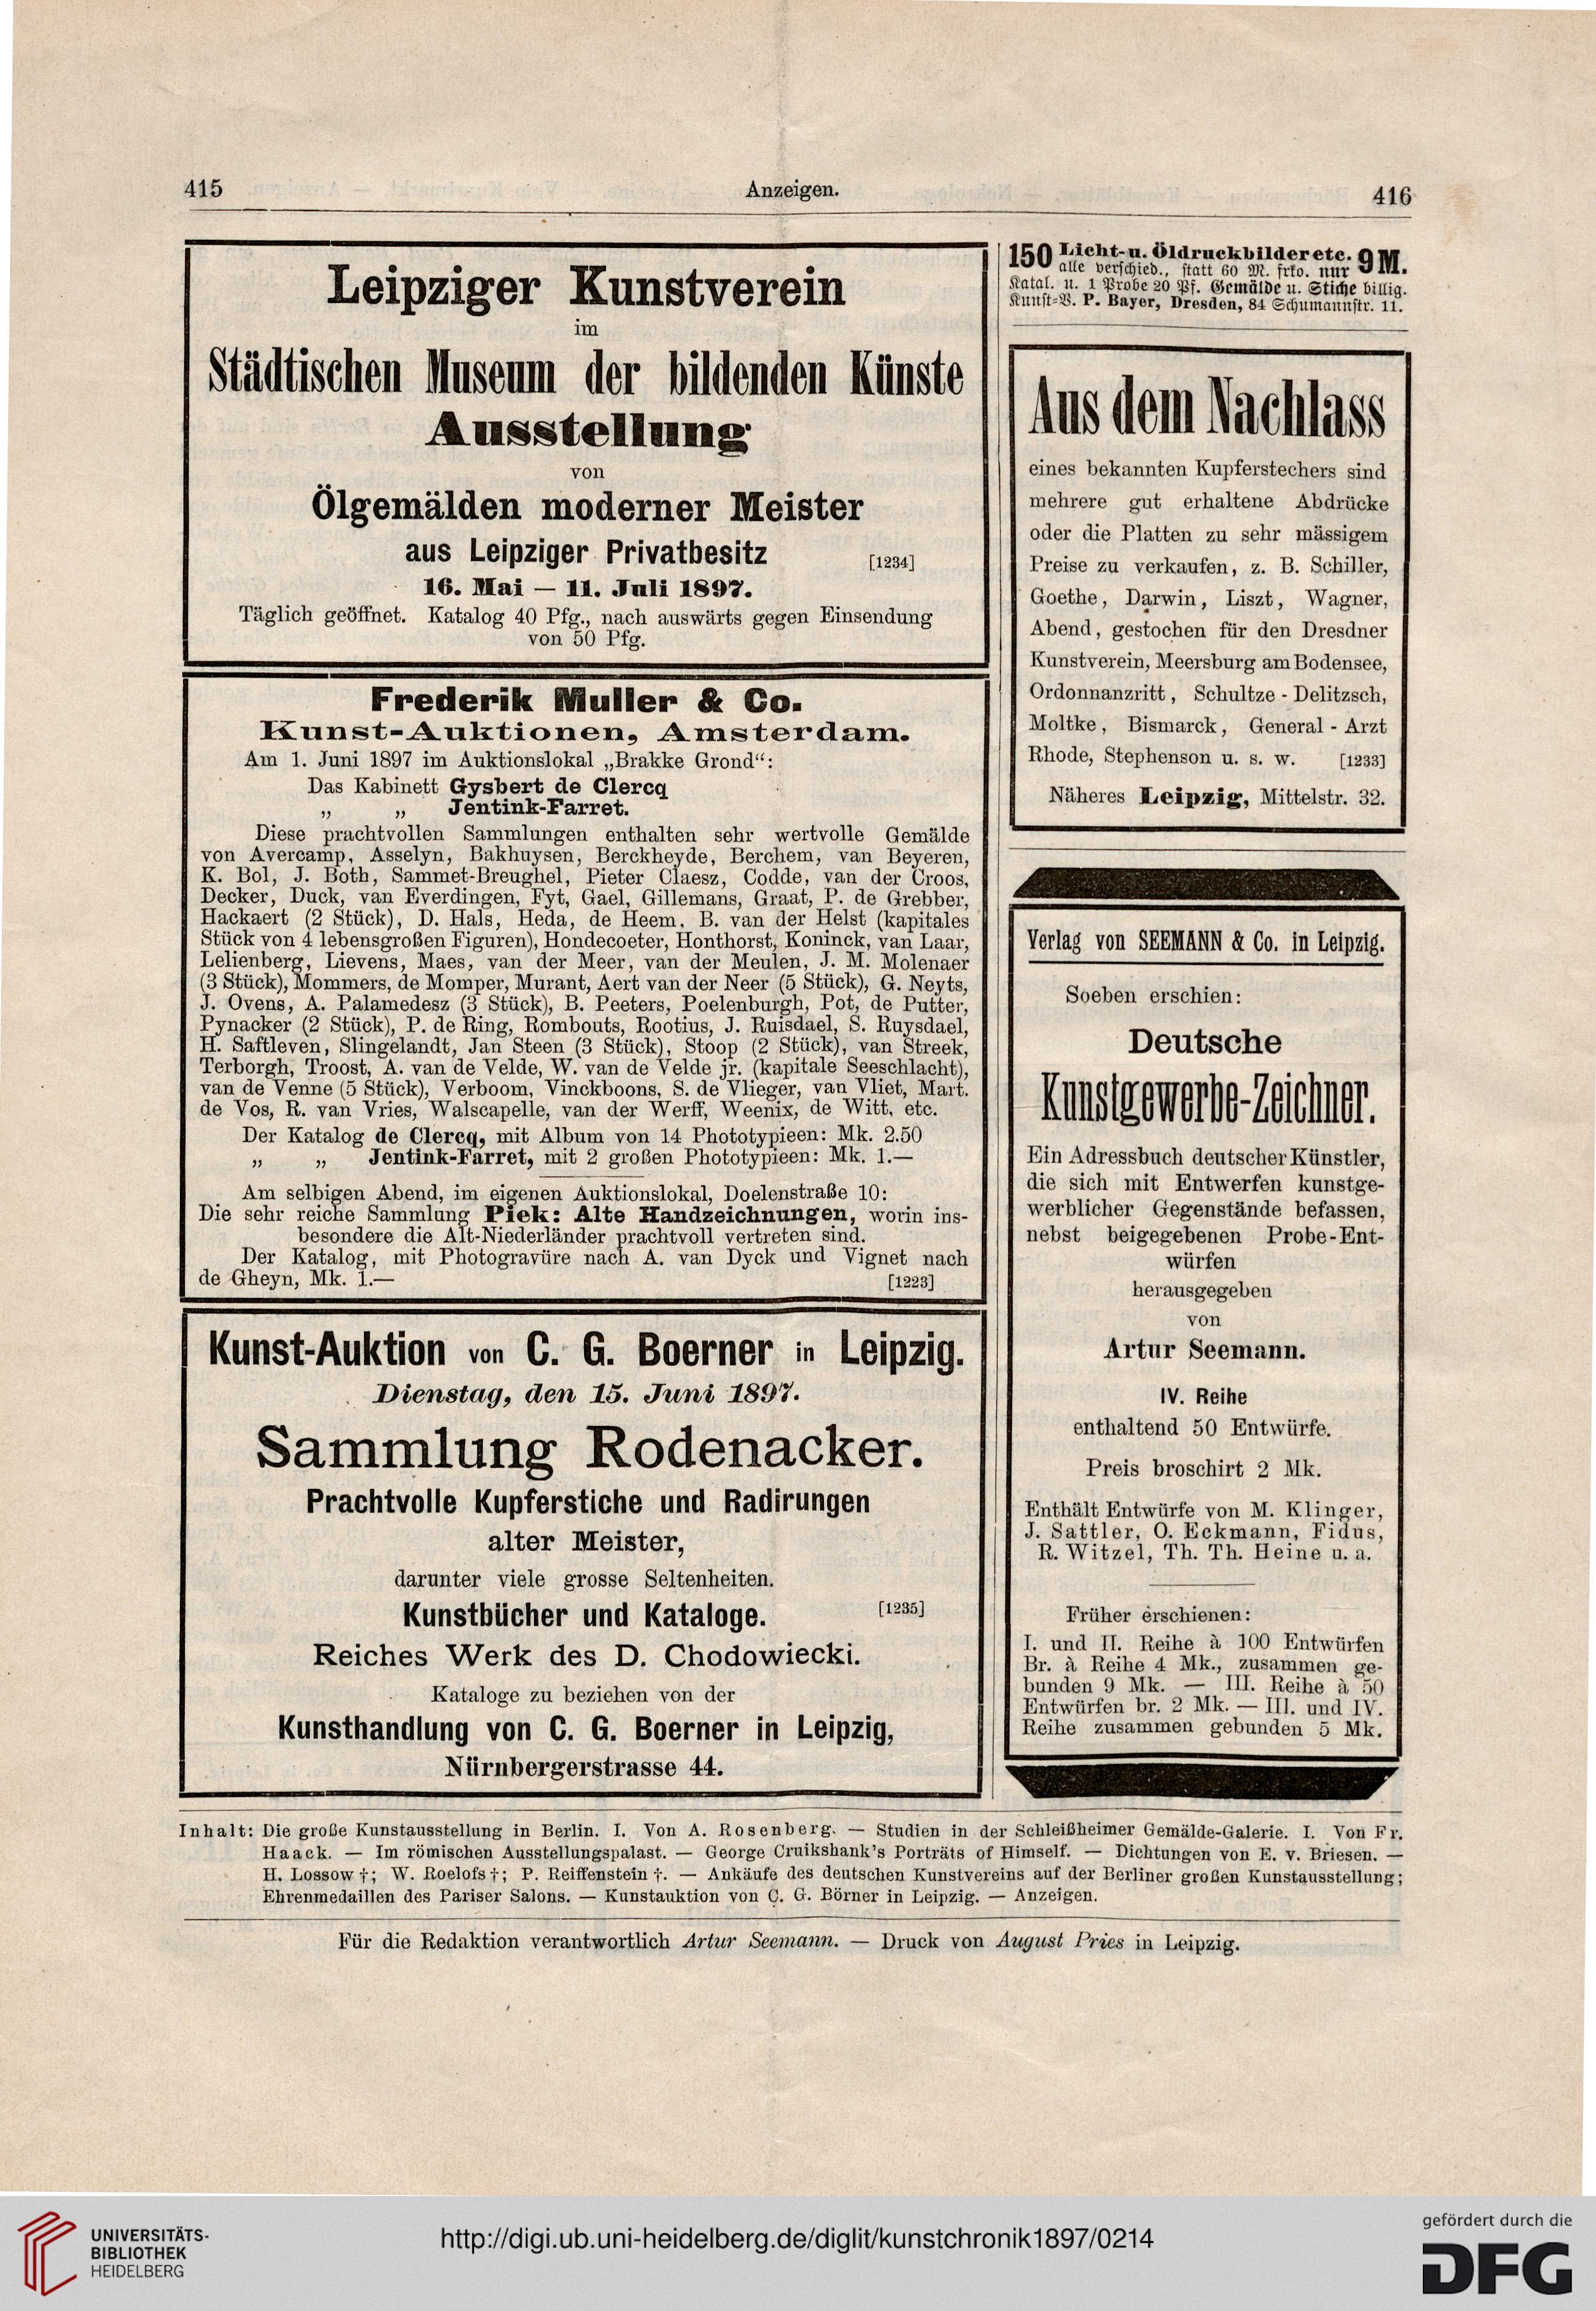 415
Anzeigen.
416
Leipziger Kunstverein
im
Städtischen Museum der bildenden Künste
Ausstellung
von
Ölgemälden moderner Meister
aus Leipziger Privatbesitz [1234]
16. Mai — 11. Juli 1897.
Täglich geöffnet. Katalog 40 Pfg., nach auswärts gegen Einsendung
von 50 Pfg.
Frederik Muller & Co.
Kunst-Auktionen, Amsterdam.
Am 1. Juni 1897 im Auktionslokal „Brakke Grond“:
Das Kabinett Gysbert de Clercq
„ „ Jentink-Farret.
Diese prachtvollen Sammlungen enthalten sehr wertvolle Gemälde
von Avercamp, Asselyn, Bakhuysen, Berckheyde, Berchem, van Beyeren,
K. Bol, J. Both, Sammet-Breughel, Pieter Claesz, Codde, van der Croos,
Decker, Duck, van Everdingen, Fyt, Gael, Gillemans, Graat, P. de Grebber,
Hackaert (2 Stück), D. Hals, Heda, de Heem, B. van der Helst (kapitales
Stück von 4 lebensgroßen Figuren), Hondecoeter, Honthorst, Koninck, van Laar,
Lelienberg, Lievens, Maes, van der Meer, van der Meulen, J. M. Molenaer
(3 Stück), Mommers, de Momper, Murant, Aert van der Neer (5 Stück), G. Neyts,
J. Ovens, A. Palamedesz (3 Stück), B. Peeters, Poelenburgh, Pot, de Putter,
Pynacker (2 Stück), P. de Ring, Rombouts, Rootius, J. Ruisdael, S. Ruysdael,
H. Saftleven, Slingelandt, Jan Steen (3 Stück), Stoop (2 Stück), van Streek,
Terborgh, Troost, A. van de Velde, W. van de Velde jr. (kapitale Seeschlacht),
van de Venne (5 Stück), Verboom, Vinckboons, S. de Vlieger, van Vliet, Mart.
de Vos, R. van Vries, Walscapelle, van der Werff, Weenix, de Witt, etc.
Der Katalog de Clercq, mit Album von 14 Phototypieen: Mk. 2.50
„ „ Jentink-Farret, mit 2 großen Phototypieen: Mk. 1.—
Am selbigen Abend, im eigenen Auktionslokal, Doelenstraße 10:
Die sehr reiche Sammlung Piek: Alte Handzeichnungen, worin ins-
besondere die Alt-Niederländer prachtvoll vertreten sind.
Der Katalog, mit Photogravüre nach A. van Dyck und Vignet nach
de Gheyn, Mk. 1.— [1223]
Kunst-Auktion von C. G. Boerner in Leipzig.
Dienstag, den 15. Juni 1897.
Sammlung Rodenacker.
Prachtvolle Kupferstiche und Radirungen
alter Meister,
darunter viele grosse Seltenheiten.
Kunstbücher und Kataloge. [1235]
Reiches Werk des D. Chodowiecki.
Kataloge zu beziehen von der
Kunsthandlung von C. G. Boerner in Leipzig,
Nürnbergerstrasse 44.
150 Licht- u. Öldruckbilder etc. 9 M.
alle verschied., statt 60 M. frko. nur
Katal. u. 1 Probe 20 Pf. Gemälde u. Stiche billig.
Kunst-V. P. Bayer, Dresden, 84 Schumannstr. 11.
Aus dem Nachlass
eines bekannten Kupferstechers sind
mehrere gut erhaltene Abdrücke
oder die Platten zu sehr mässigem
Preise zu verkaufen, z. B. Schiller,
Goethe, Darwin, Liszt, Wagner,
Abend, gestochen für den Dresdner
Kunstverein, Meersburg am Bodensee,
Ordonnanzritt, Schultze - Delitzsch,
Moltke, Bismarck, General - Arzt
Rhode, Stephenson u. s. w. [1233]
Näheres Leipzig, Mittelstr. 32.
Verlag von SEEMANN & Co. in Leipzig.
Soeben erschien:
Deutsche
Kunstgewerbe-Zeichner.
Ein Adressbuch deutscher Künstler,
die sich mit Entwerfen kunstge-
werblicher Gegenstände befassen,
nebst beigegebenen Probe-Ent-
würfen
herausgegeben
von
Artur Seemann.
IV. Reihe
enthaltend 50 Entwürfe.
Preis broschirt 2 Mk.
Enthält Entwürfe von M. Klinger,
J. Sattler, O. Eckmann, Fidus,
R. Witzel, Th. Th. Heine u. a.
Früher erschienen:
I. und II. Reihe à 100 Entwürfen
Br. à Reihe 4 Mk., zusammen ge-
bunden 9 Mk. — III. Reihe à 50
Entwürfen br. 2 Mk. — III. und IV.
Reihe zusammen gebunden 5 Mk.
Inhalt: Die große Kunstausstellung in Berlin. I. Von A. Rosenberg. — Studien in der Schleißheimer Gemälde-Galerie. I. Von Fr.
Haack. — Im römischen Ausstellungspalast. — George Cruikshank's Porträts of Himself. — Dichtungen von E. v. Briesen. —
H. Lossow †; W. Roelofs †; P. Reiffenstein †. — Ankäufe des deutschen Kunstvereins auf der Berliner großen Kunstausstellung;
Ehrenmedaillen des Pariser Salons. — Kunstauktion von C. G. Börner in Leipzig. — Anzeigen.
Für die Redaktion verantwortlich Artur Seemann. — Druck von August Pries in Leipzig.
UNIVERSITÄTS-
BIBLIOTHEK
HEIDELBERG
http://digi.ub.uni-heidelberg.de/diglit/kunstchronik1897/0214
gefördert durch die
DFG